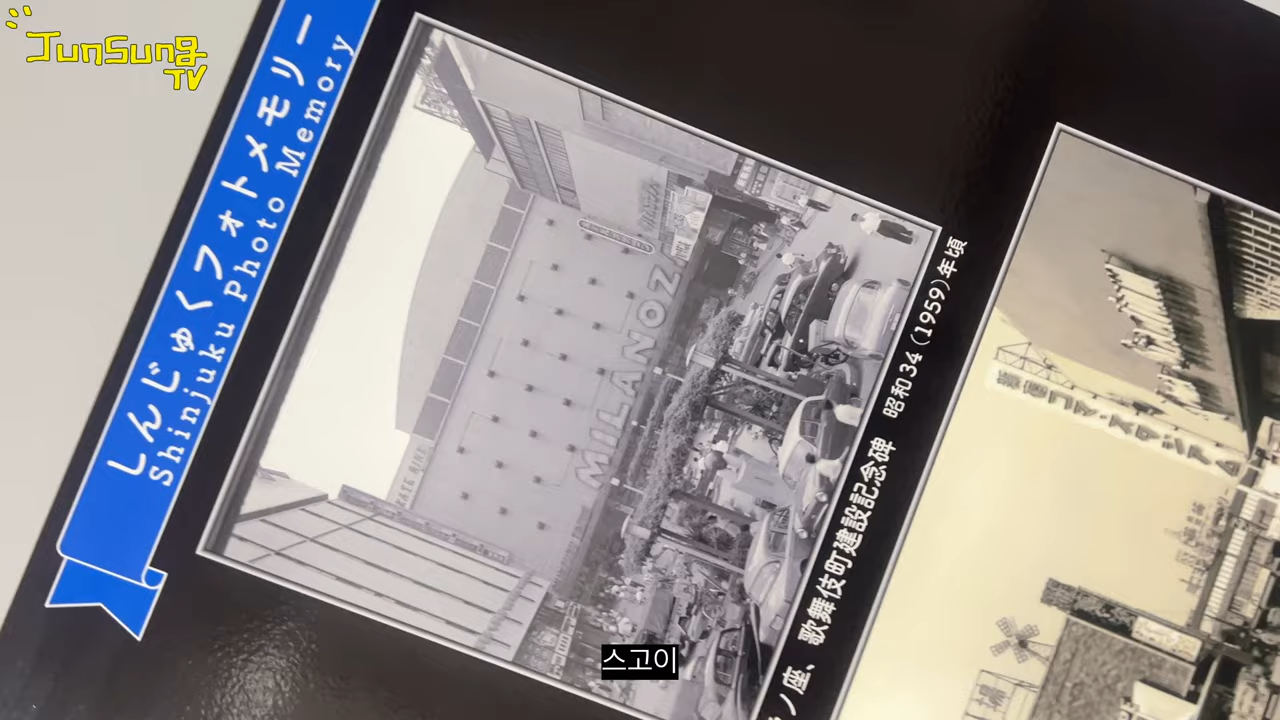 JunSung
TV
しんじゅくフォトメモリー
Shinjuku Photo Memory
MILANOZA
ノ座、歌舞伎町建設記念碑 昭和34(1959)年頃
스고이